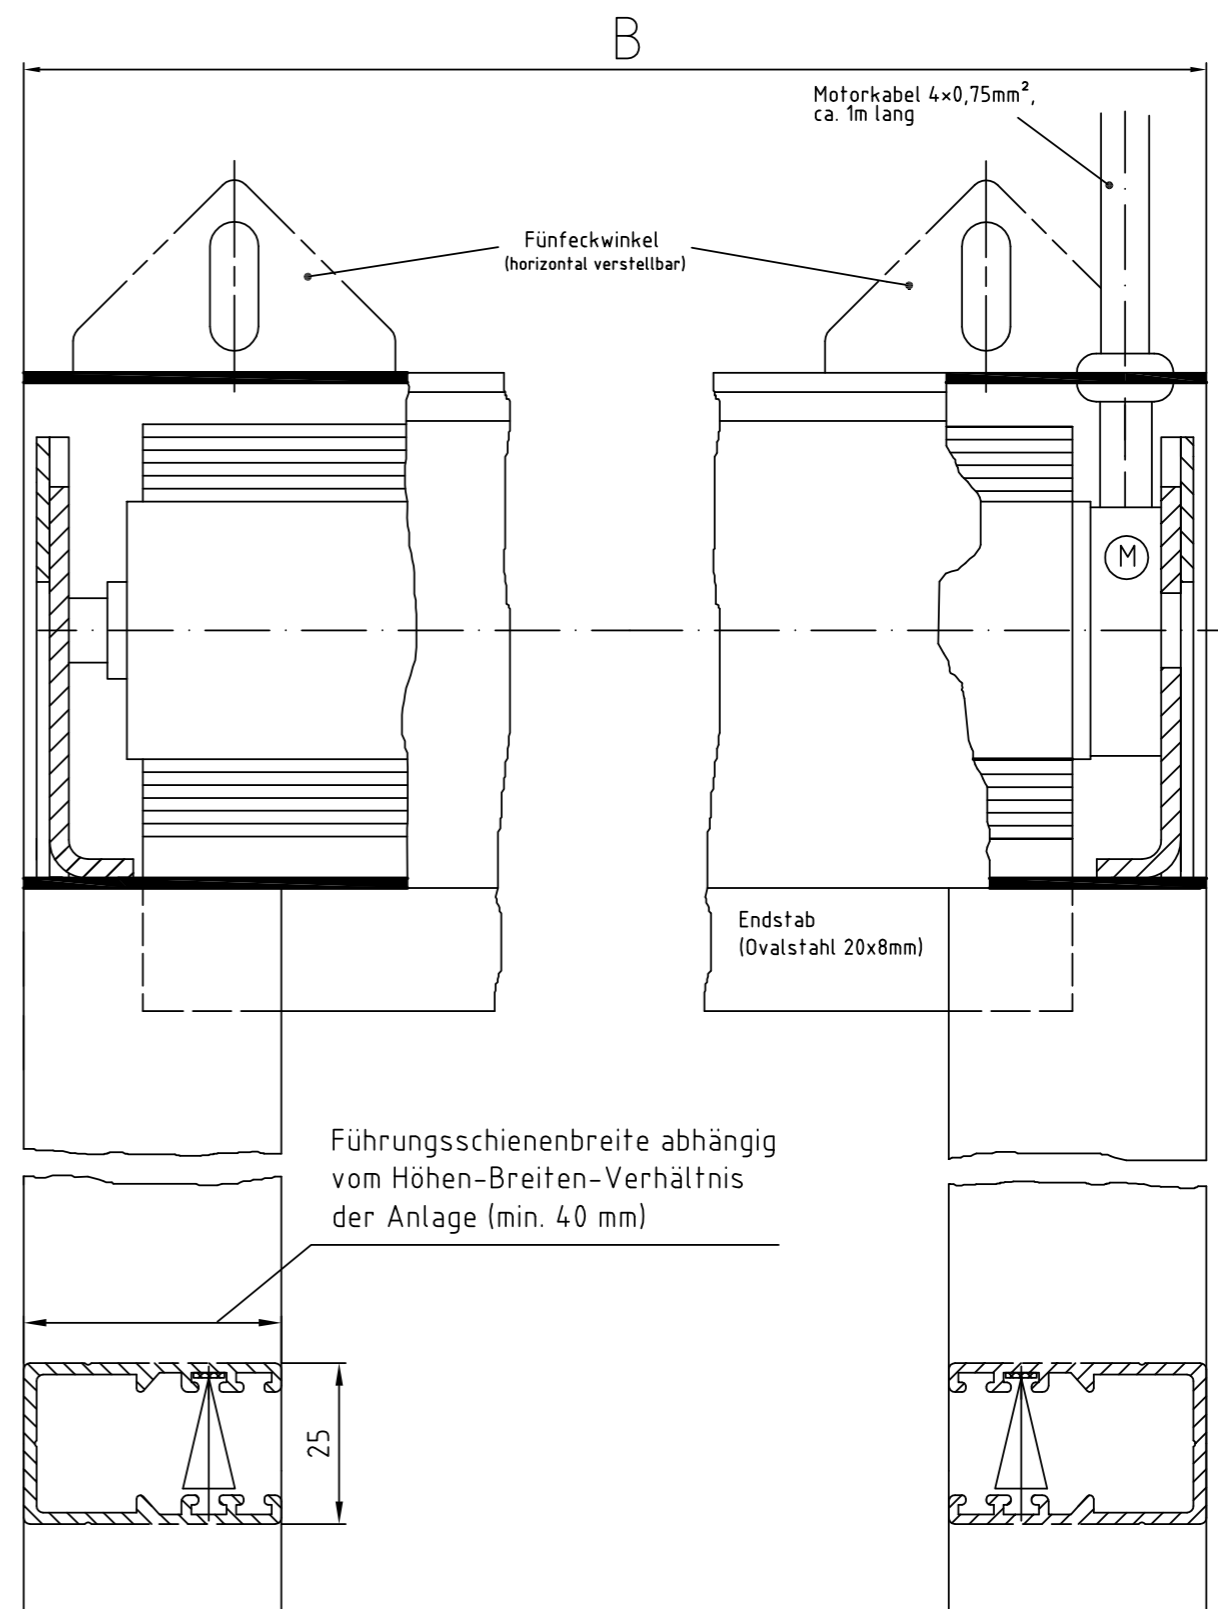 B
Motorkabel 4×0,75mm²,
ca. 1m lang
Fünfeckwinkel
(horizontal verstellbar)
M
Endstab
(Ovalstahl 20x8mm)
Führungsschienenbreite abhängig
vom Höhen-Breiten-Verhältnis
der Anlage (min. 40 mm)
25